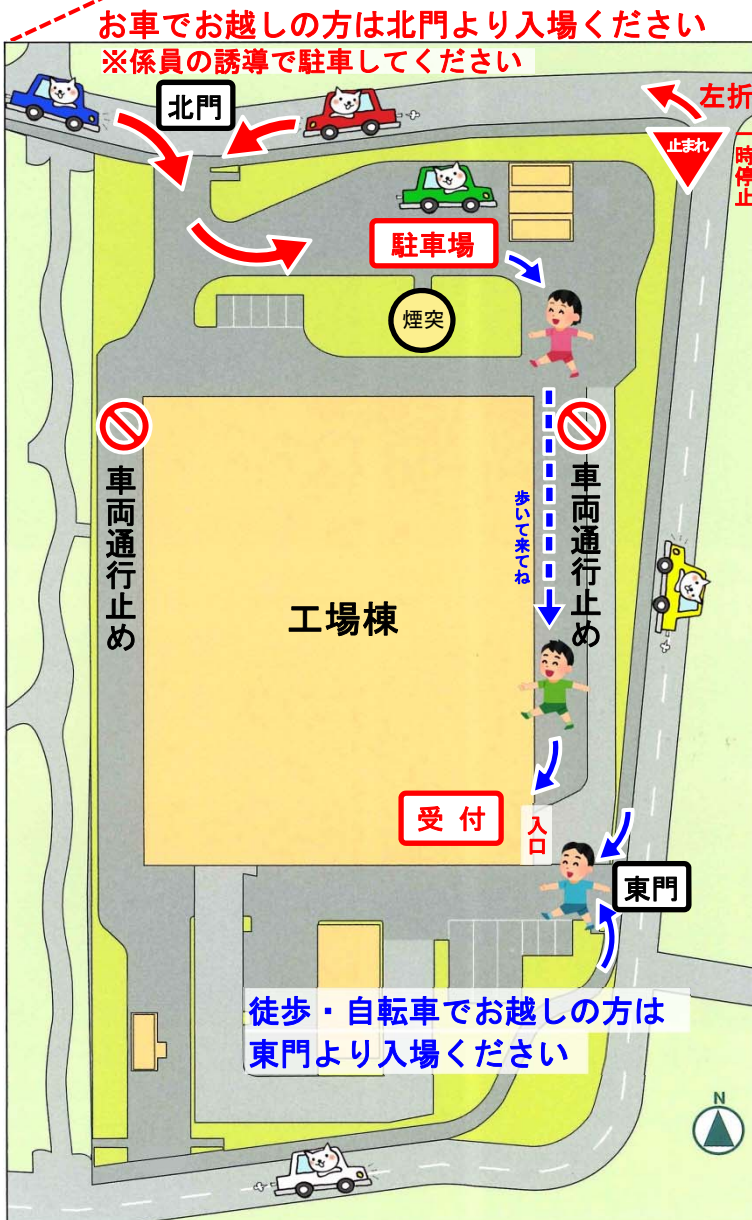 お車でお越しの方は北門より入場ください
※係員の誘導で駐車してください
北門
左折
止まれ
一時停止
駐車場
煙突
車両通行止め
歩いて来てね
車両通行止め
工場棟
受付
入口
東門
徒歩・自転車でお越しの方は
東門より入場ください
N